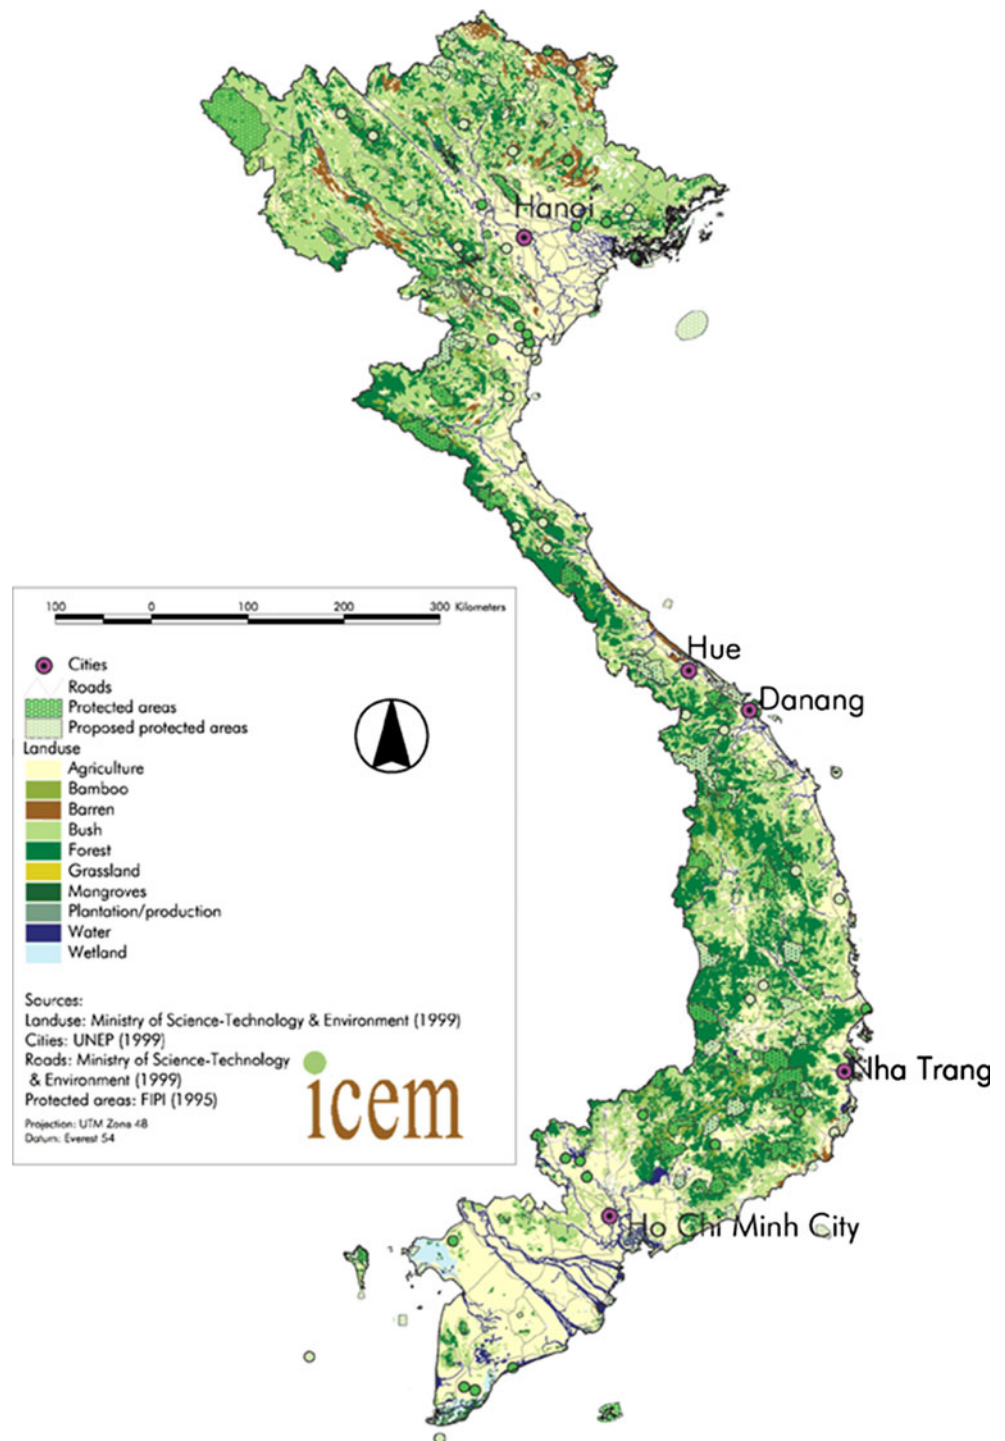 Hanoi
Hue
Danang
Nha Trang
Ho Chi Minh City
100 0 100 200 300 Kilometers
Cities
Roads
Protected areas
Proposed protected areas
Landuse
Agriculture
Bamboo
Barren
Bush
Forest
Grassland
Mangroves
Plantation/production
Water
Wetland
Sources:
Landuse: Ministry of Science-Technology & Environment (1999)
Cities: UNEP (1999)
Roads: Ministry of Science-Technology
& Environment (1999)
Protected areas: FIPI (1995)
Projection: UTM Zone 48
Datum: Everest 54
icem